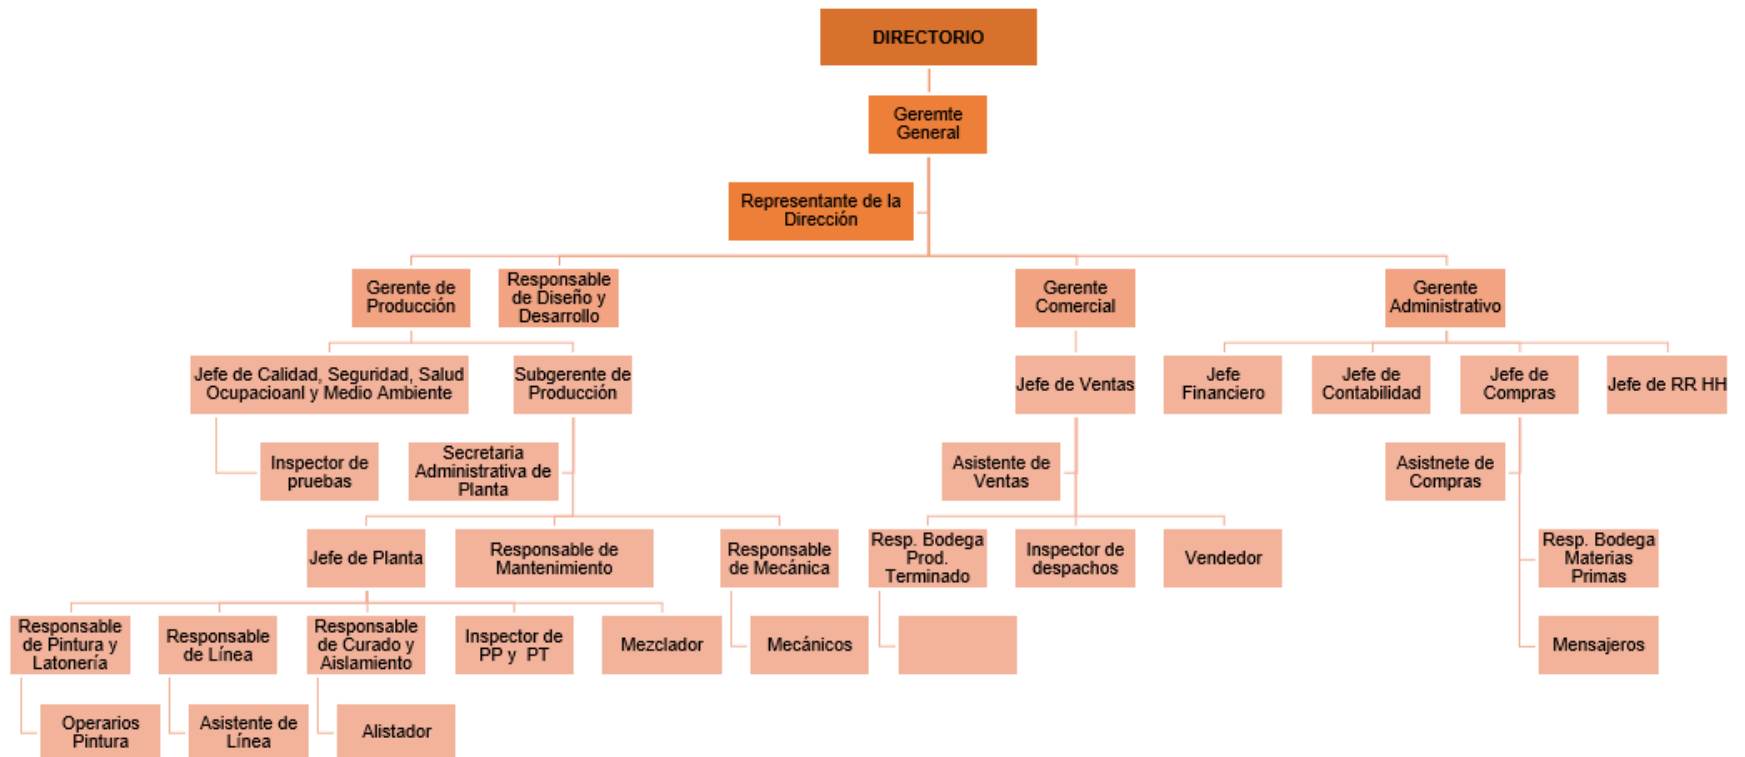 DIRECTORIO
Geremte
General
Representante de la
Dirección
Gerente de
Producción
Responsable
de Diseño y
Desarrollo
Gerente
Comercial
Gerente
Administrativo
Jefe de Calidad, Seguridad, Salud
Ocupacioanl y Medio Ambiente
Subgerente de
Producción
Jefe de Ventas
Jefe
Financiero
Jefe de
Contabilidad
Jefe de
Compras
Jefe de RR HH
Inspector de
pruebas
Secretaria
Administrativa de
Planta
Asistente de
Ventas
Asistnete de
Compras
Jefe de Planta
Responsable de
Mantenimiento
Responsable
de Mecánica
Resp. Bodega
Prod.
Terminado
Inspector de
despachos
Vendedor
Resp. Bodega
Materias
Primas
Responsable
de Pintura y
Latonería
Responsable
de Línea
Responsable
de Curado y
Aislamiento
Inspector de
PP y PT
Mezclador
Mecánicos
Mensajeros
Operarios
Pintura
Asistente de
Línea
Alistador